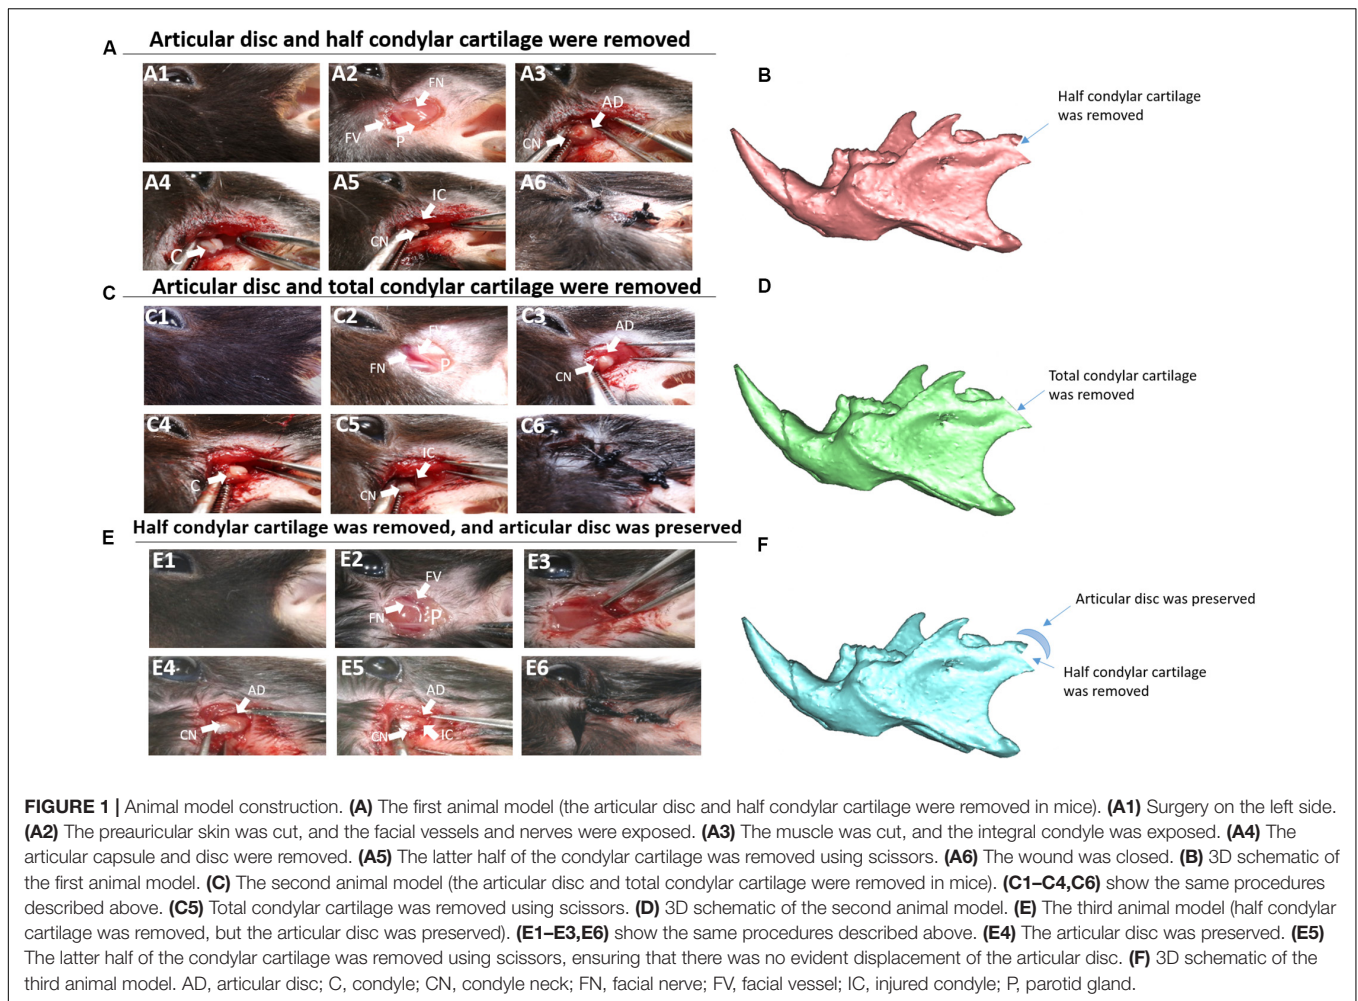 A
Articular disc and half condylar cartilage were removed
A1
A2
FN
FV
P
A3
AD
CN
A4
C
A5
IC
CN
A6
B
Half condylar cartilage
was removed
C
Articular disc and total condylar cartilage were removed
C1
C2
FV
FN
P
C3
AD
CN
C4
C
C5
IC
CN
C6
D
Total condylar cartilage
was removed
E
Half condylar cartilage was removed, and articular disc was preserved
E1
E2
FV
FN
P
E3
E4
AD
CN
E5
AD
CN
IC
E6
F
Articular disc was preserved
Half condylar cartilage
was removed
FIGURE 1 | Animal model construction. (A) The first animal model (the articular disc and half condylar cartilage were removed in mice). (A1) Surgery on the left side.
(A2) The preauricular skin was cut, and the facial vessels and nerves were exposed. (A3) The muscle was cut, and the integral condyle was exposed. (A4) The
articular capsule and disc were removed. (A5) The latter half of the condylar cartilage was removed using scissors. (A6) The wound was closed. (B) 3D schematic of
the first animal model. (C) The second animal model (the articular disc and total condylar cartilage were removed in mice). (C1–C4,C6) show the same procedures
described above. (C5) Total condylar cartilage was removed using scissors. (D) 3D schematic of the second animal model. (E) The third animal model (half condylar
cartilage was removed, but the articular disc was preserved). (E1–E3,E6) show the same procedures described above. (E4) The articular disc was preserved. (E5)
The latter half of the condylar cartilage was removed using scissors, ensuring that there was no evident displacement of the articular disc. (F) 3D schematic of the
third animal model. AD, articular disc; C, condyle; CN, condyle neck; FN, facial nerve; FV, facial vessel; IC, injured condyle; P, parotid gland.